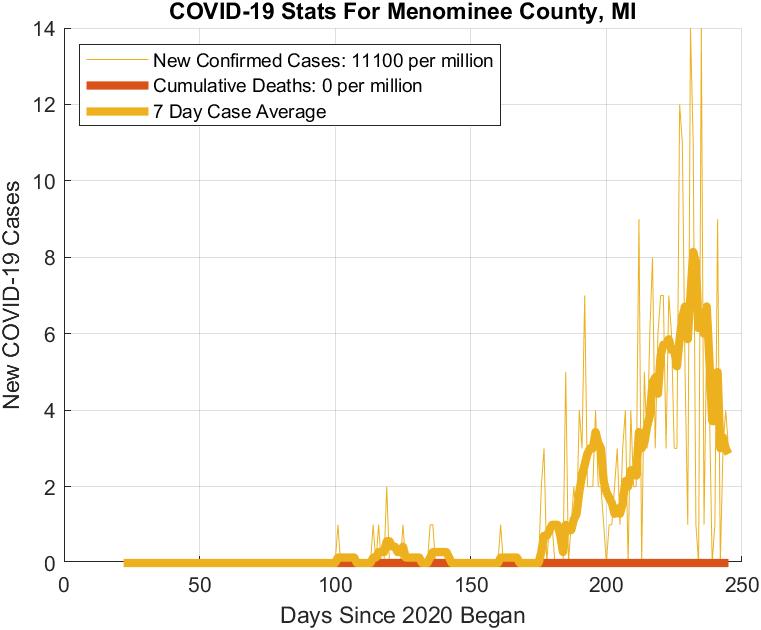 COVID-19 Stats For Menominee County, MI
New Confirmed Cases: 11100 per million
Cumulative Deaths: 0 per million
7 Day Case Average
New COVID-19 Cases
14
12
10
8
6
4
2
0
0 50 100 150 200 250
Days Since 2020 Began